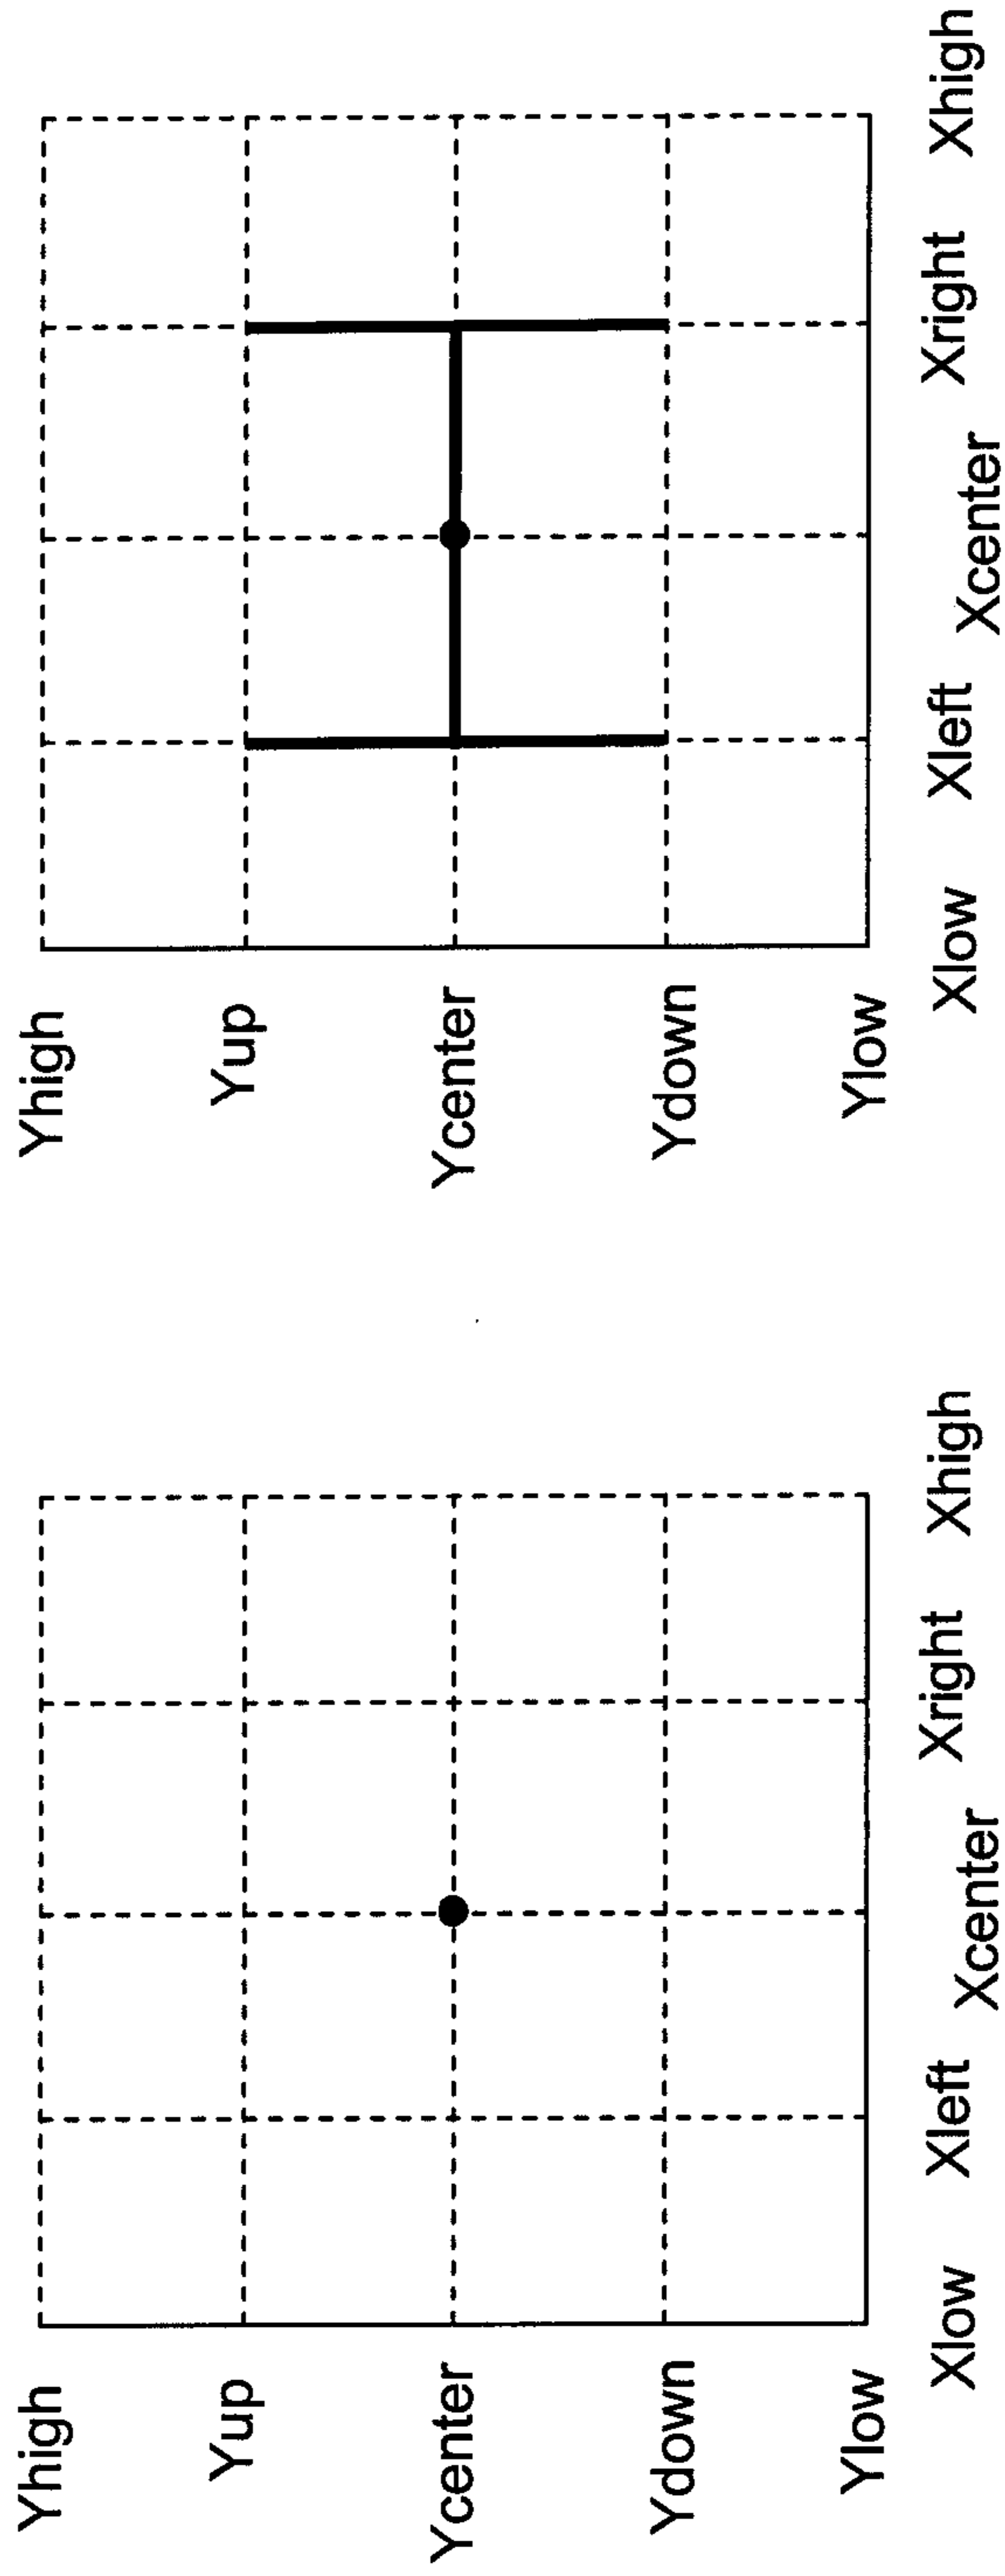 Yhigh
Yup
Ycenter
Ydown
Ylow
Xlow Xleft Xcenter Xright Xhigh
Yhigh
Yup
Ycenter
Ydown
Ylow
Xlow Xleft Xcenter Xright Xhigh